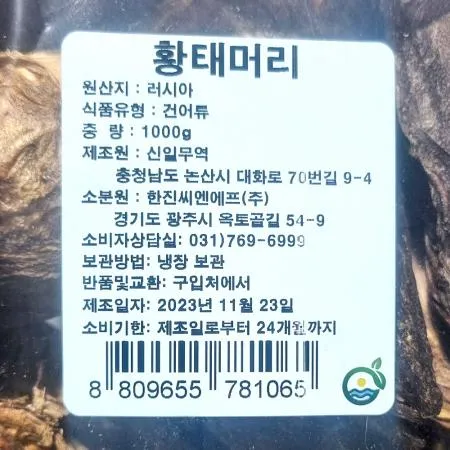 황태머리
원산지 : 러시아
식품유형 : 건어류
중 량 : 1000g
제조원 : 신일무역
충청남도 논산시 대화로 70번길 9-4
소분원 : 한진씨엔에프(주)
경기도 광주시 옥토골길 54-9
소비자상담실: 031)769-6999
보관방법: 냉장 보관
반품및교환: 구입처에서
제조일자: 2023년 11월 23일
소비기한: 제조일로부터 24개월까지
8 809655 781065